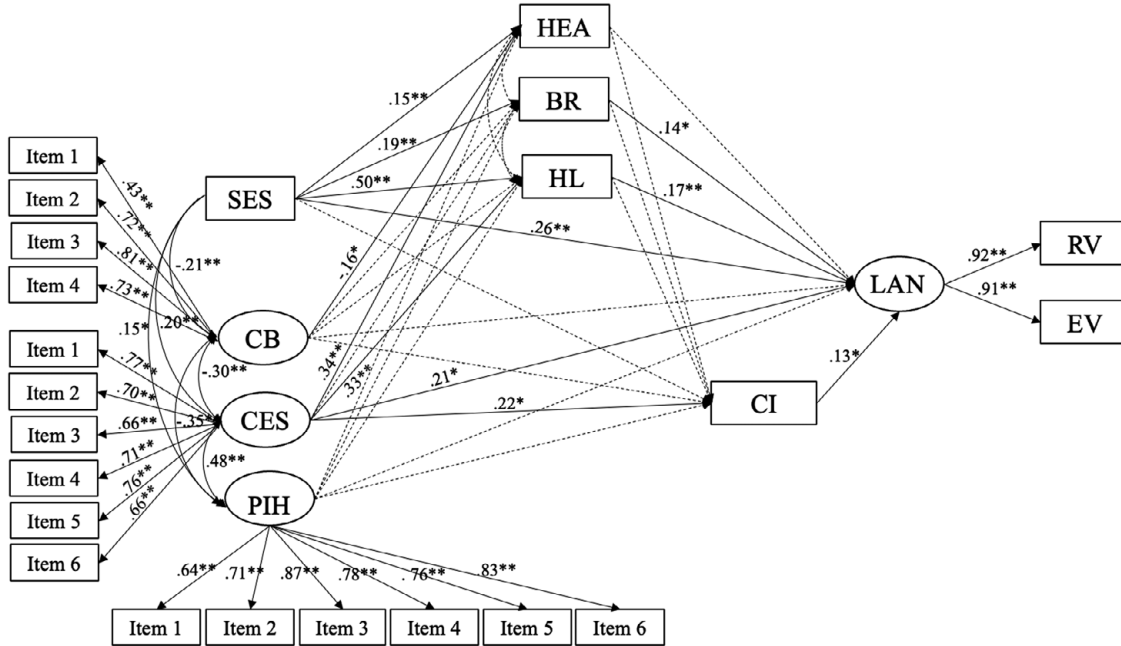 HEA
.15**
BR
.19**
.14*
Item 1
HL
.43**
.50**
.17**
Item 2
SES
.72**
.26**
Item 3
.81**
-.21**
-.16*
RV
.92**
Item 4
.73**
LAN
.91**
.15*
.20**
CB
EV
Item 1
.77**
-.30**
.34**
.33**
.21*
.13*
Item 2
.70**
.22*
CI
Item 3
.66**
-.35*
CES
Item 4
.71**
.48**
.76**
PIH
Item 5
.66**
Item 6
.64**
.71**
.87**
.78**
.76**
.83**
Item 1
Item 2
Item 3
Item 4
Item 5
Item 6